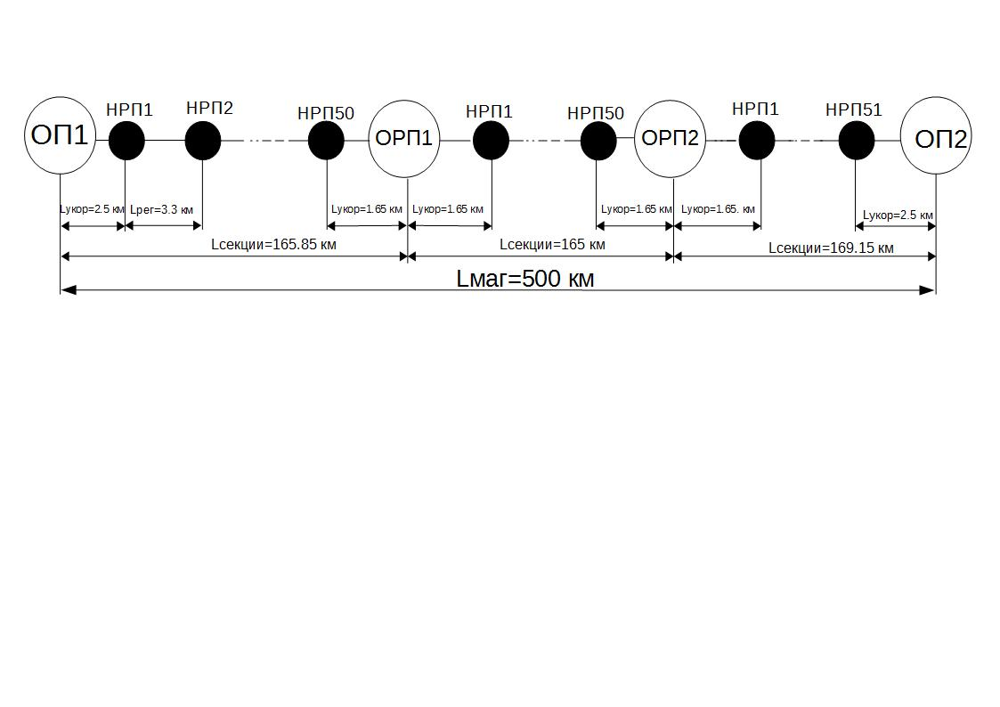 ОП1
НРП1
НРП2
НРП50
ОРП1
НРП1
НРП50
ОРП2
НРП1
НРП51
ОП2
Lукор=2.5 км
Lрег=3.3 км
Lукор=1.65 км
Lукор=1.65 км
Lукор=1.65 км
Lукор=1.65. км
Lукор=2.5 км
Lсекции=165.85 км
Lсекции=165 км
Lсекции=169.15 км
Lмаг=500 км